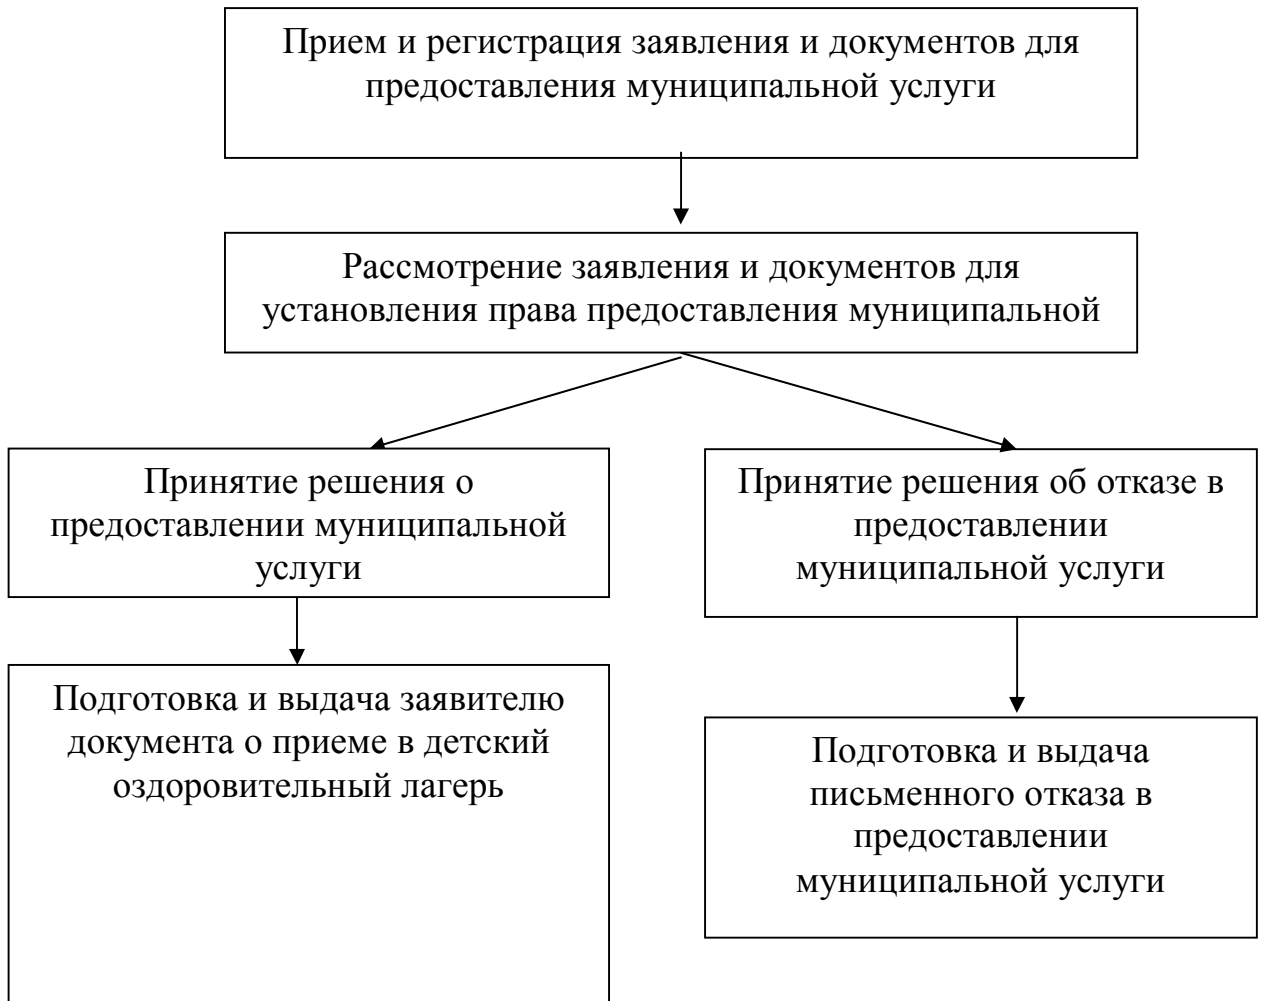 Прием и регистрация заявления и документов для
предоставления муниципальной услуги
Рассмотрение заявления и документов для
установления права предоставления муниципальной
Принятие решения о
предоставлении муниципальной
услуги
Принятие решения об отказе в
предоставлении
муниципальной услуги
Подготовка и выдача заявителю
документа о приеме в детский
оздоровительный лагерь
Подготовка и выдача
письменного отказа в
предоставлении
муниципальной услуги